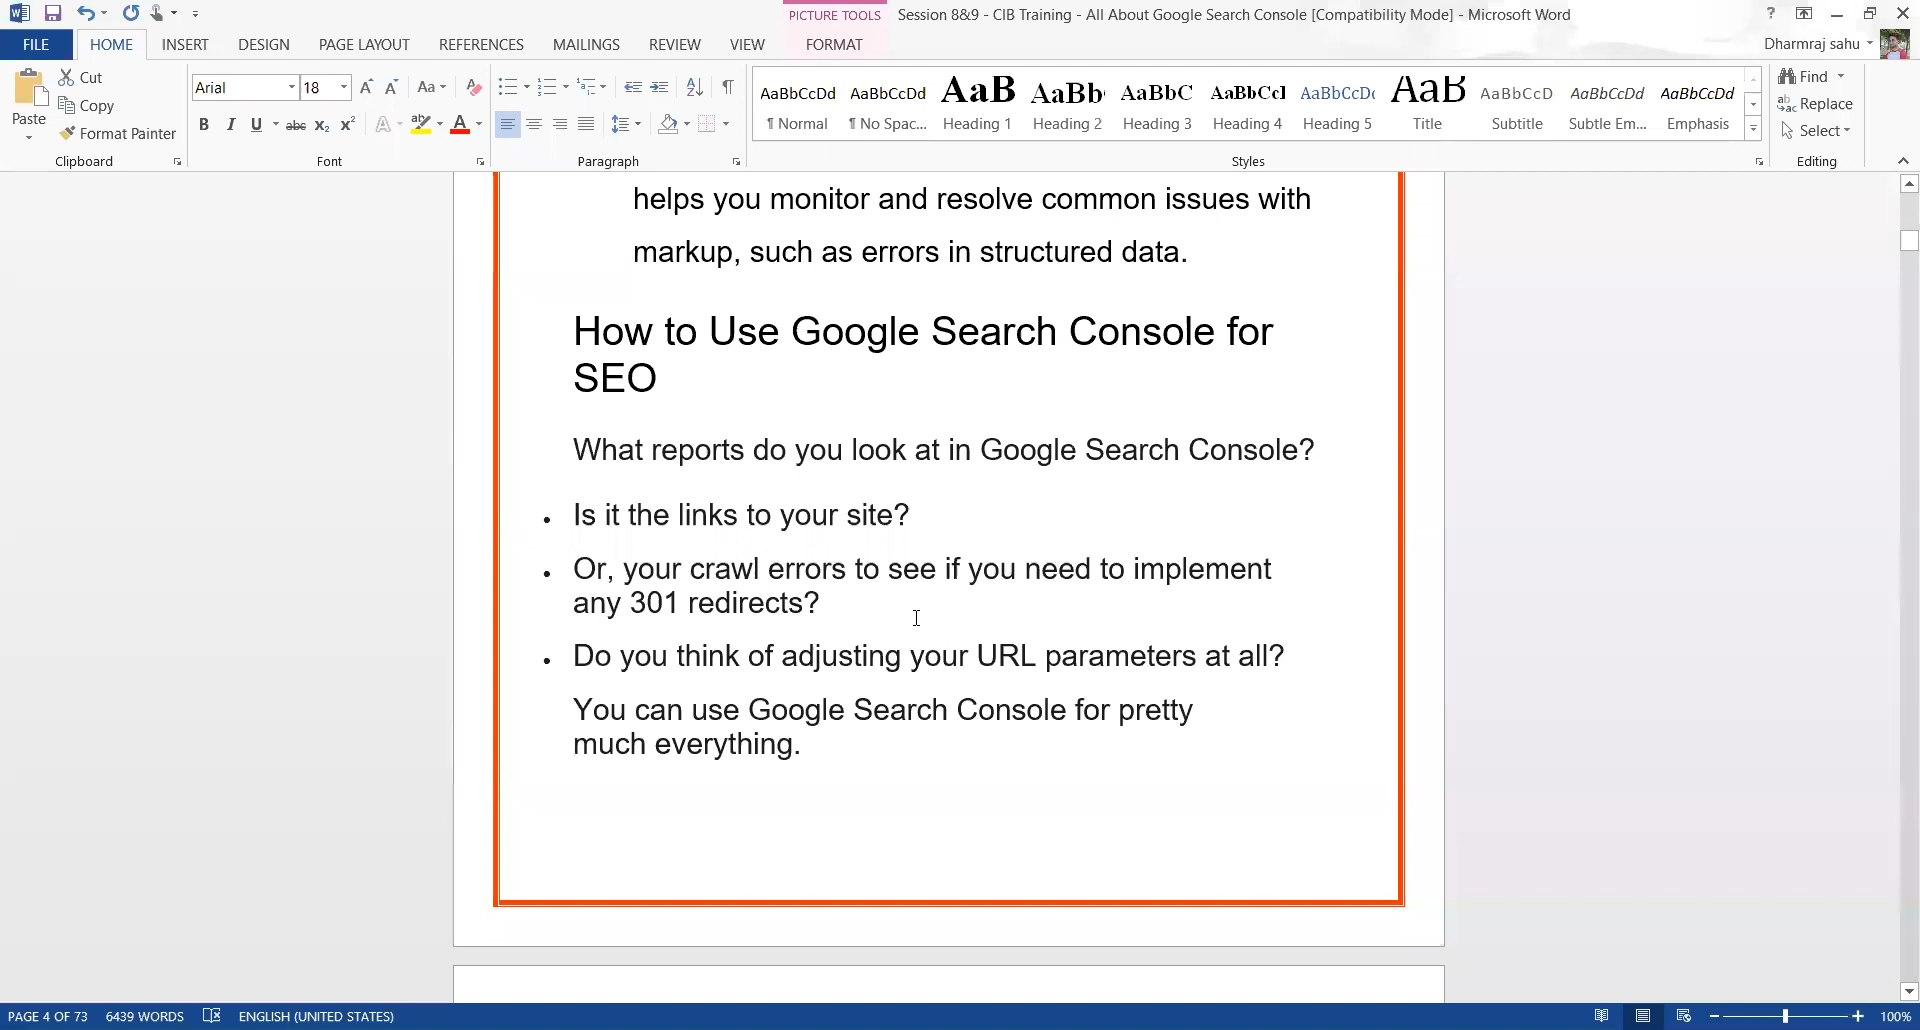 PICTURE TOOLS
Session 8&9 - CIB Training - All About Google Search Console [Compatibility Mode] - Microsoft Word
?
FILE HOME INSERT DESIGN PAGE LAYOUT REFERENCES MAILINGS REVIEW VIEW FORMAT
Dharmraj sahu
Paste
Cut
Copy
Format Painter
Clipboard
Arial 18
Font
Paragraph
AaBbCcDd AaBbCcDd AaB AaBb AaBbC AaBbCcI AaBbCcDc AaB AaBbCcD AaBbCcDd AaBbCcDd
¶ Normal ¶ No Spac... Heading 1 Heading 2 Heading 3 Heading 4 Heading 5 Title Subtitle Subtle Em... Emphasis
Styles
Find
Replace
Select
Editing
helps you monitor and resolve common issues with
markup, such as errors in structured data.
How to Use Google Search Console for
SEO
What reports do you look at in Google Search Console?
• Is it the links to your site?
• Or, your crawl errors to see if you need to implement
any 301 redirects?
• Do you think of adjusting your URL parameters at all?
You can use Google Search Console for pretty
much everything.
PAGE 4 OF 73 6439 WORDS ENGLISH (UNITED STATES) 100%